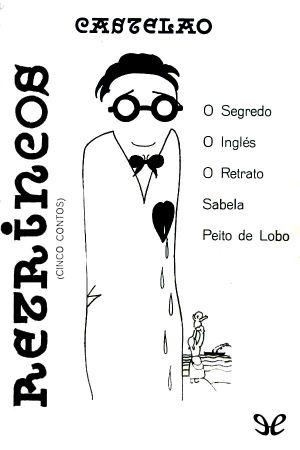 CASTELAO
RETRINCOS
(CINCO CONTOS)
O Segredo
O Inglés
O Retrato
Sabela
Peito de Lobo